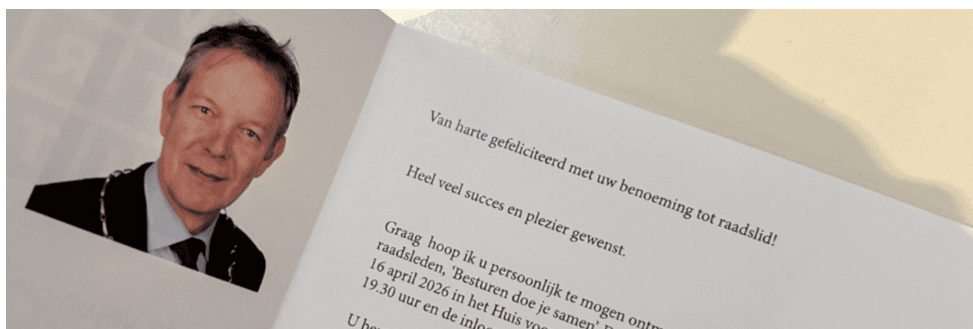 Van harte gefeliciteerd met uw benoeming tot raadslid!
Heel veel succes en plezier gewenst.
Graag hoop ik u persoonlijk te mogen
raadsleden, 'Besturen doe je samen'.
16 april 2026 in het Huis
19.30 uur en de
U